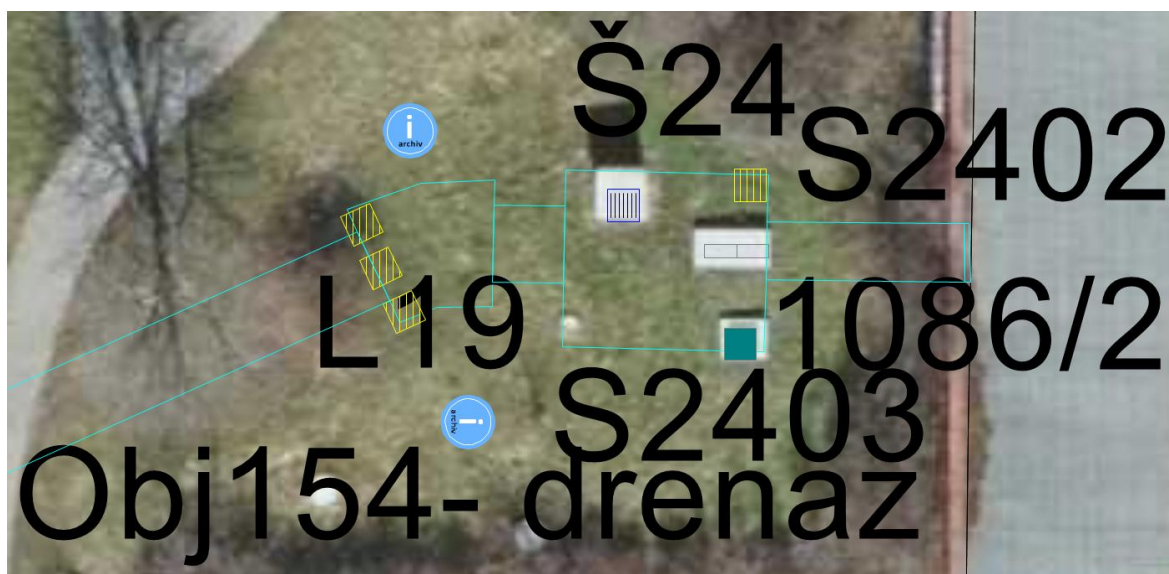 Š24
S2402
i
archiv
L19
1086/2
S2403
i
archiv
Obj154- drenaz